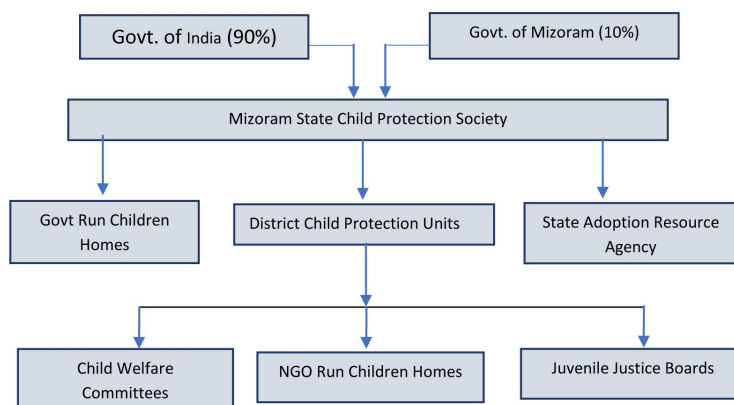 Govt. of India (90%)
Govt. of Mizoram (10%)
Mizoram State Child Protection Society
Govt Run Children
Homes
District Child Protection Units
State Adoption Resource
Agency
Child Welfare
Committees
NGO Run Children Homes
Juvenile Justice Boards